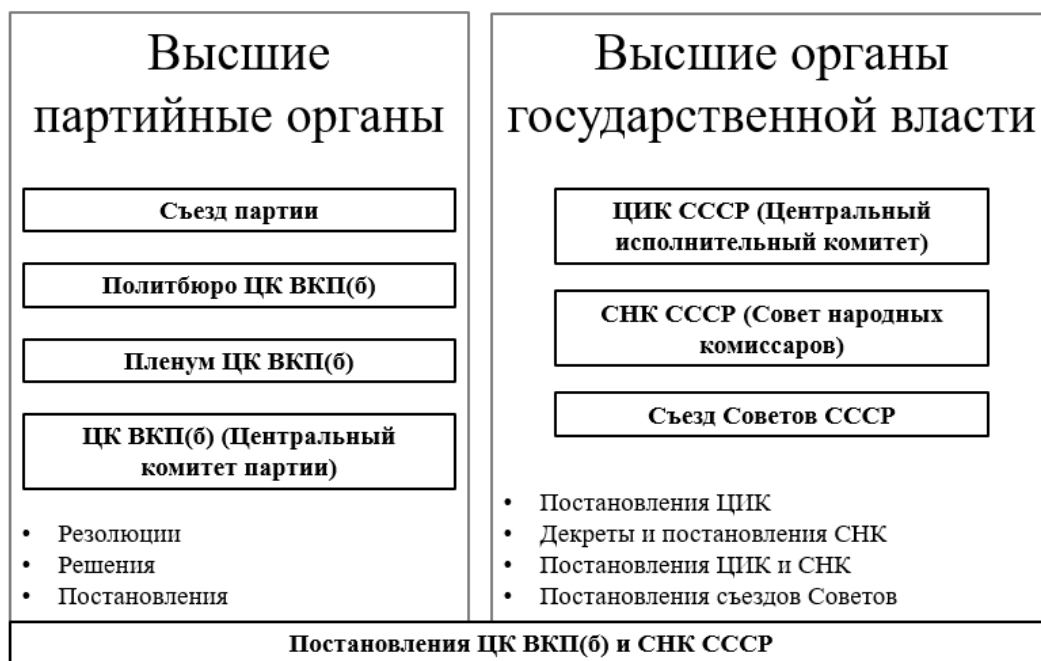 Высшие
партийные органы
Съезд партии
Политбюро ЦК ВКП(б)
Пленум ЦК ВКП(б)
ЦК ВКП(б) (Центральный
комитет партии)
• Резолюции
• Решения
• Постановления
Высшие органы
государственной власти
ЦИК СССР (Центральный
исполнительный комитет)
СНК СССР (Совет народных
комиссаров)
Съезд Советов СССР
• Постановления ЦИК
• Декреты и постановления СНК
• Постановления ЦИК и СНК
• Постановления съездов Советов
Постановления ЦК ВКП(б) и СНК СССР